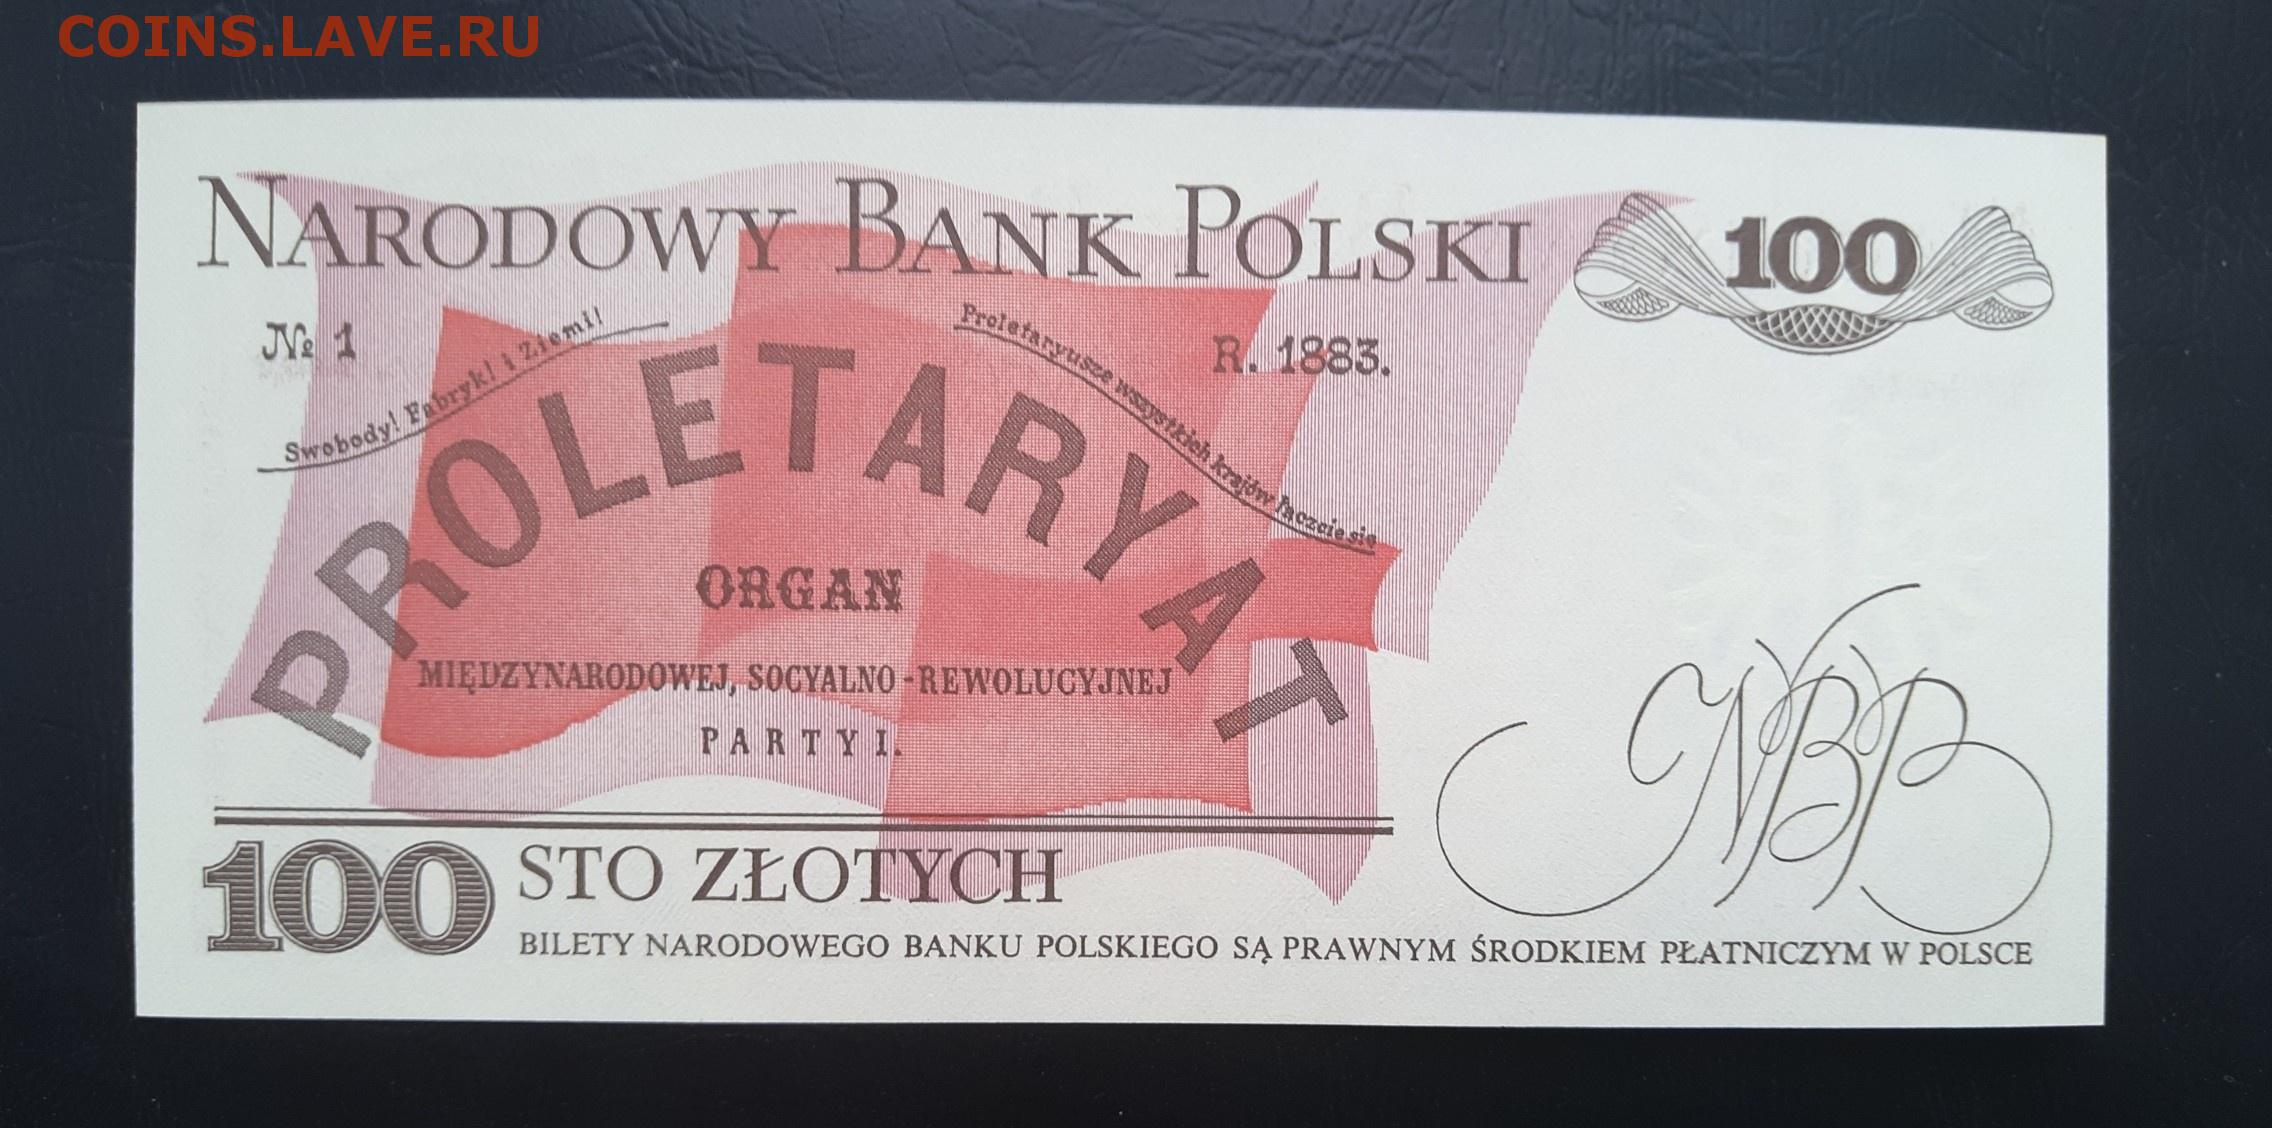 COINS.LAVE.RU
NARODOWY BANK POLSKI
100
№ 1
R. 1883.
Swobody! Fabryk! i Ziemi!
Proletaryusze wszystkich krajów łączcie się
PROLETARYAT
ORGAN
MIĘDZYNARODOWEJ, SOCYALNO-REWOLUCYJNEJ
PARTYI.
NBP
100 STO ZŁOTYCH
BILETY NARODOWEGO BANKU POLSKIEGO SĄ PRAWNYM ŚRODKIEM PŁATNICZYM W POLSCE